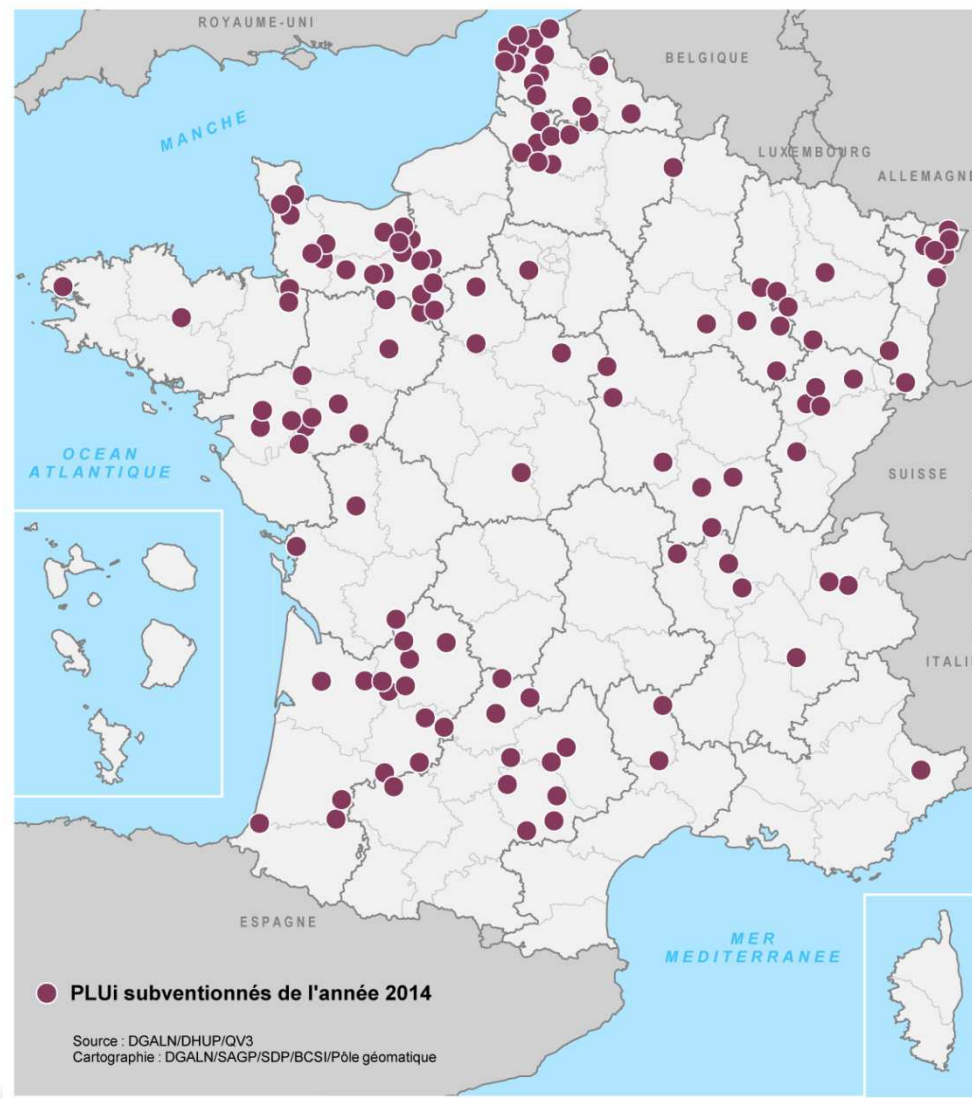 ROYAUME-UNI
BELGIQUE
MANCHE
LUXEMBOURG
ALLEMAGNE
OCEAN
ATLANTIQUE
SUISSE
ITALI
ESPAGNE
MER
MEDITERRANEE
PLUi subventionnés de l'année 2014
Source : DGALN/DHUP/QV3
Cartographie : DGALN/SAGP/SDP/BCSI/Pôle géomatique